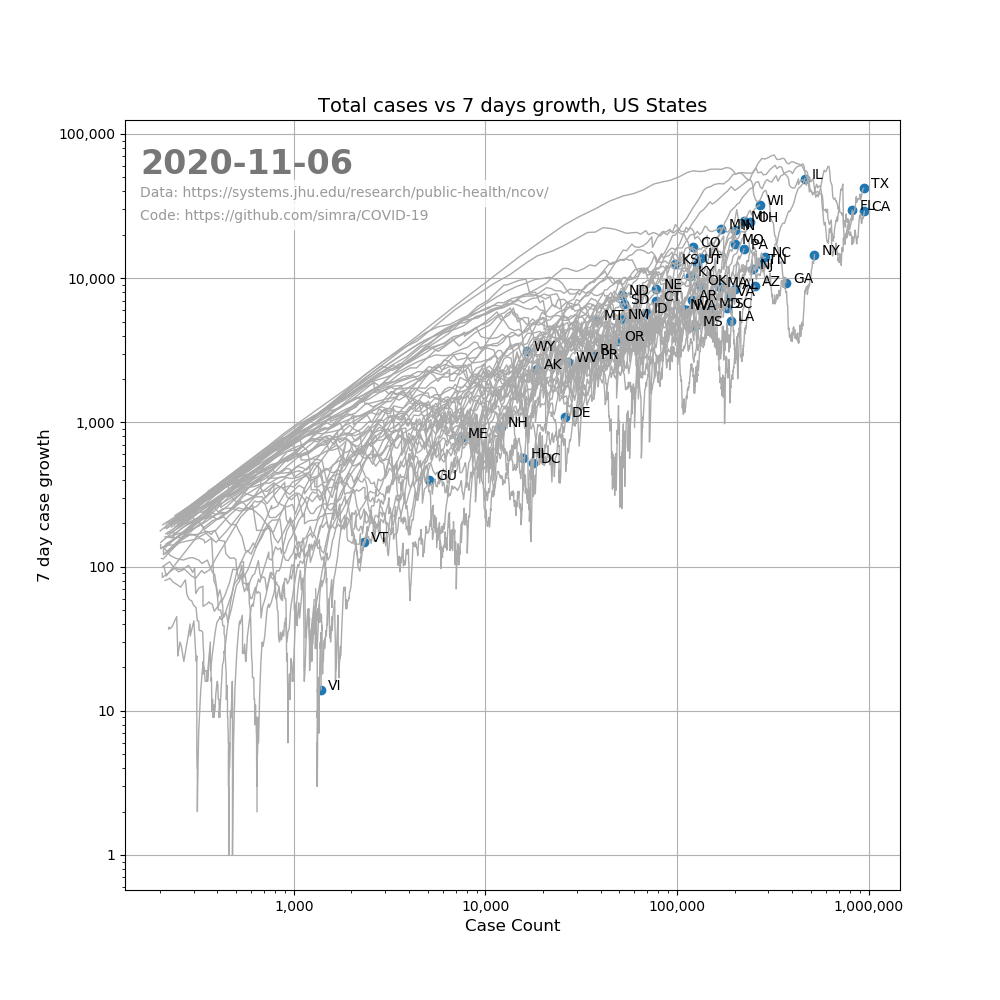 Total cases vs 7 days growth, US States
2020-11-06
Data: https://systems.jhu.edu/research/public-health/ncov/
Code: https://github.com/simra/COVID-19
100,000
10,000
1,000
100
10
1
7 day case growth
1,000
10,000
100,000
1,000,000
Case Count
IL
TX
WI
FL
CA
OH
MO
PA
NC
TN
NY
CO
IA
KS
UT
NJ
KY
AZ
GA
ND
NE
OK
MA
AL
VA
SD
CT
AR
MT
NM
ID
NV
WA
MD
SC
MS
LA
OR
WY
RI
PR
WV
AK
DE
NH
ME
HI
DC
GU
VT
VI